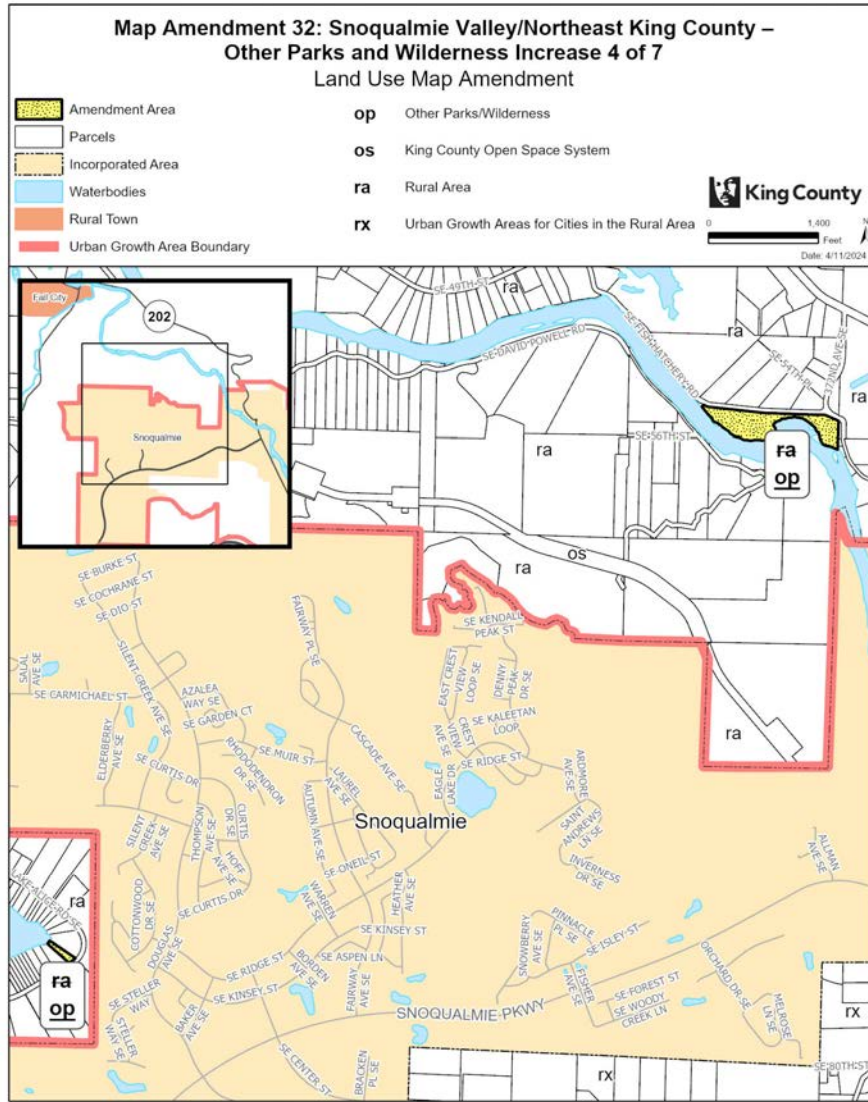 Map Amendment 32: Snoqualmie Valley/Northeast King County –
Other Parks and Wilderness Increase 4 of 7
Land Use Map Amendment
Amendment Area
Parcels
Incorporated Area
Waterbodies
Rural Town
Urban Growth Area Boundary
op Other Parks/Wilderness
os King County Open Space System
ra Rural Area
rx Urban Growth Areas for Cities in the Rural Area
King County
0 1,400
Feet
N
Date: 4/11/2024
Fall City
202
Snoqualmie
SE 49TH ST
ra
SE DAVID POWELL RD
SE FISH HATCHERY RD
ra
SE 54TH PL
372ND AVE SE
ra
SE 56TH ST
ra
ra
op
os
ra
ra
SE BURKE ST
SE COCHRANE ST
SE DIO ST
SILENT CREEK AVE SE
FAIRWAY PL SE
SE KENDALL
PEAK ST
SALAL
AVE SE
SE CARMICHAEL ST
AZALEA
WAY SE
SE GARDEN CT
EAST CREST
VIEW
LOOP SE
DENNY
PEAK
DR SE
SE KALEETAN
LOOP
CREST
VIEW
AVE SE
ELDERBERRY
AVE SE
SE CURTIS DR
RHODODENDRON
DR SE
SE MUIR ST
CASCADE AVE SE
LAUREL
AVE SE
EAGLE
LAKE DR
SE RIDGE ST
ARDMORE
AVE SE
SILENT
CREEK
AVE SE
THOMPSON
AVE SE
CURTIS
DR SE
HOFF
AVE SE
AUTUMN AVE SE
Snoqualmie
SAINT
ANDREWS
LN SE
INVERNESS
DR SE
ALLMAN
AVE SE
SE ONEIL ST
COTTONWOOD
DR SE
SE CURTIS DR
WARREN
AVE SE
HEATHER
AVE SE
SE KINSEY ST
LAKE ALICE RD SE
ra
DOUGLAS
AVE SE
SE RIDGE ST
BORDEN
AVE SE
SE ASPEN LN
SNOWBERRY
AVE SE
PINNACLE
PL SE
SE ISLEY ST
ra
op
SE STELLER
WAY
SE KINSEY ST
FAIRWAY
AVE SE
FISHER
AVE SE
SE FOREST ST
SE WOODY
CREEK LN
ORCHARD DR SE
MELROSE
LN SE
STELLER
WAY SE
BAKER
AVE SE
SNOQUALMIE PKWY
SE CENTER ST
BRACKEN
PL SE
rx
rx
SE 80TH ST